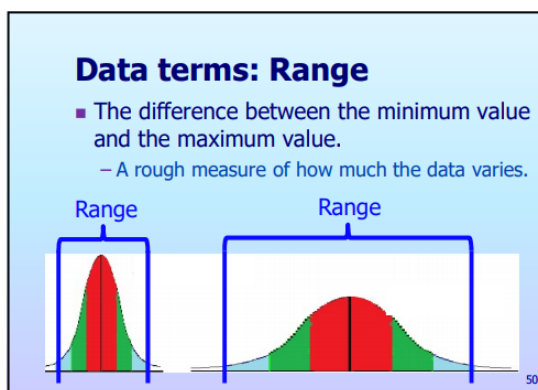 Data terms: Range
■ The difference between the minimum value
and the maximum value.
– A rough measure of how much the data varies.
Range
Range
50